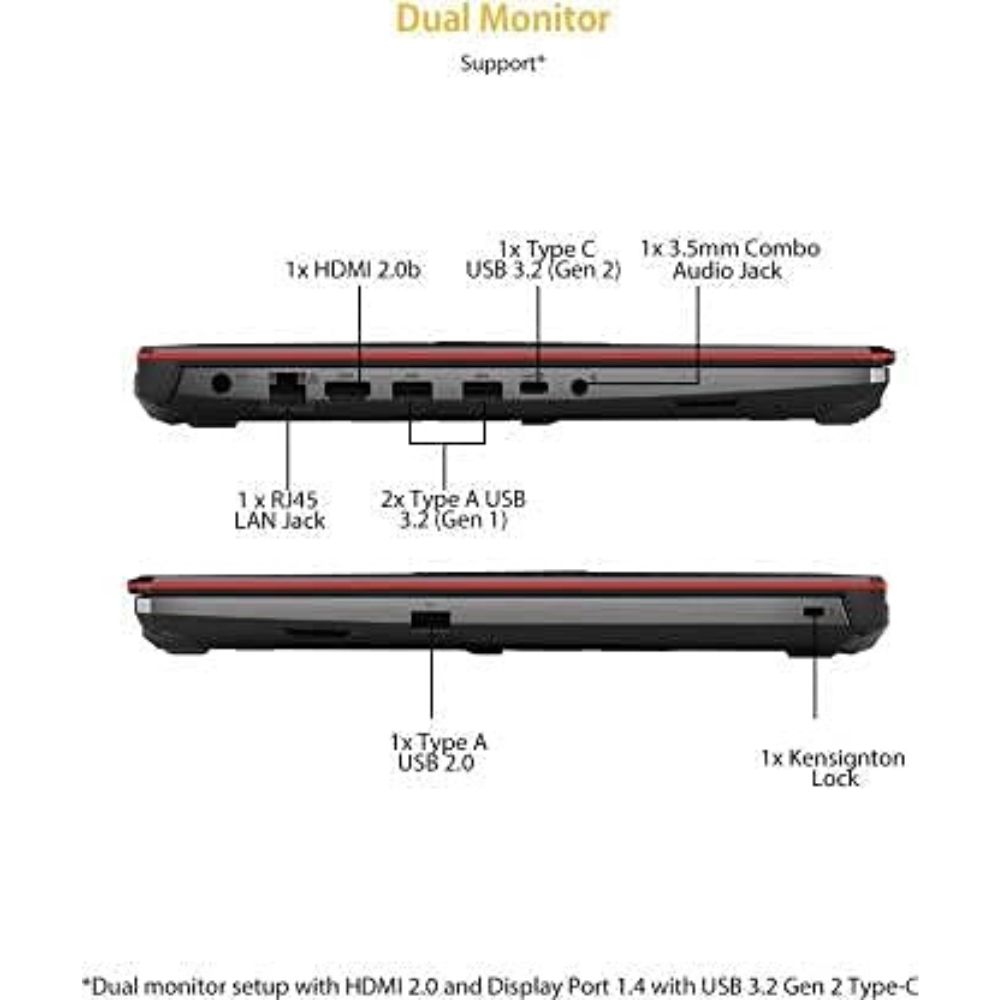 Dual Monitor
Support*
1x HDMI 2.0b
1x Type C
USB 3.2 (Gen 2)
1x 3.5mm Combo
Audio Jack
1 x RJ45
LAN Jack
2x Type A USB
3.2 (Gen 1)
1x Type A
USB 2.0
1x Kensignton
Lock
*Dual monitor setup with HDMI 2.0 and Display Port 1.4 with USB 3.2 Gen 2 Type-C